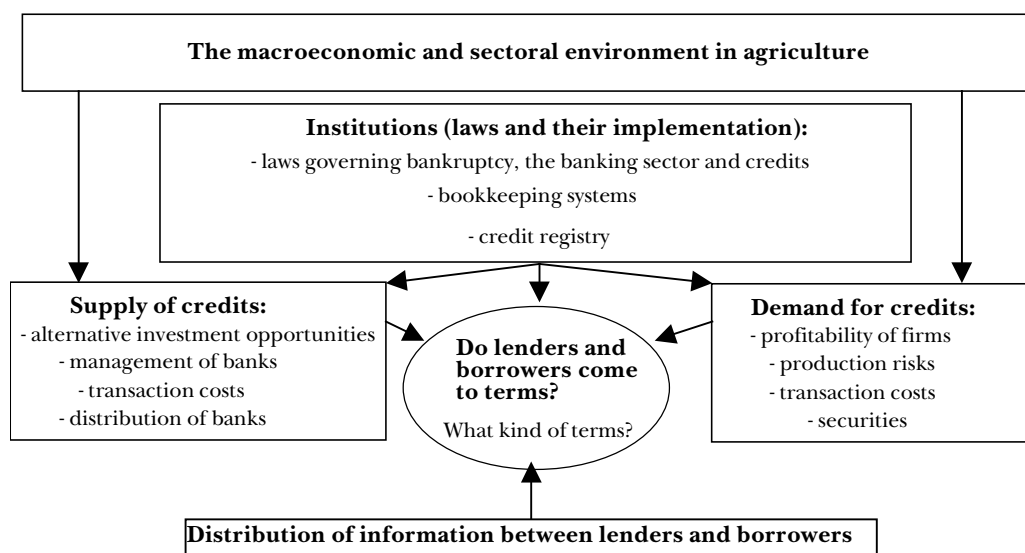 The macroeconomic and sectoral environment in agriculture
Institutions (laws and their implementation):
- laws governing bankruptcy, the banking sector and credits
- bookkeeping systems
- credit registry
Supply of credits:
- alternative investment opportunities
- management of banks
- transaction costs
- distribution of banks
Do lenders and
borrowers come
to terms?
What kind of terms?
Demand for credits:
- profitability of firms
- production risks
- transaction costs
- securities
Distribution of information between lenders and borrowers